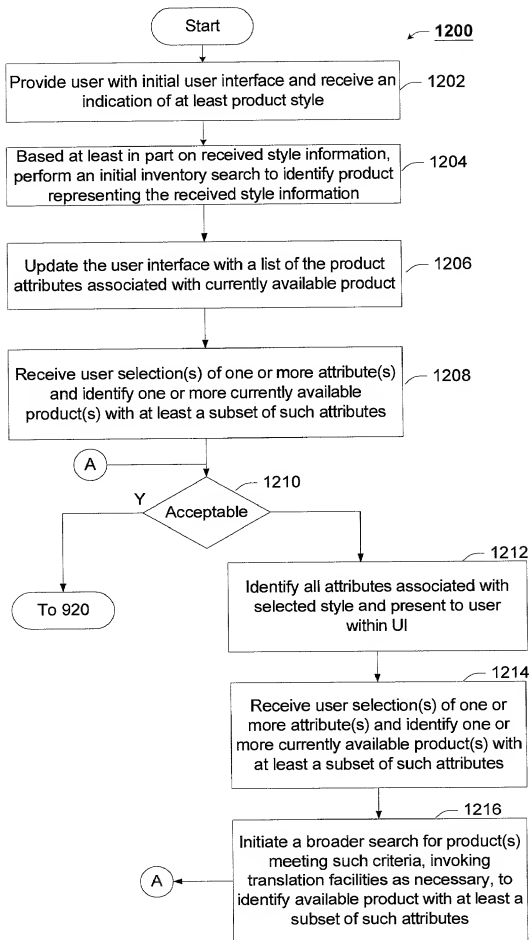 Start
1200
Provide user with initial user interface and receive an
indication of at least product style
1202
Based at least in part on received style information,
perform an initial inventory search to identify product
representing the received style information
1204
Update the user interface with a list of the product
attributes associated with currently available product
1206
Receive user selection(s) of one or more attribute(s)
and identify one or more currently available
product(s) with at least a subset of such attributes
1208
A
1210
Y
Acceptable
To 920
1212
Identify all attributes associated with
selected style and present to user
within UI
1214
Receive user selection(s) of one or
more attribute(s) and identify one or
more currently available product(s) with
at least a subset of such attributes
1216
Initiate a broader search for product(s)
meeting such criteria, invoking
translation facilities as necessary, to
identify available product with at least a
subset of such attributes
A